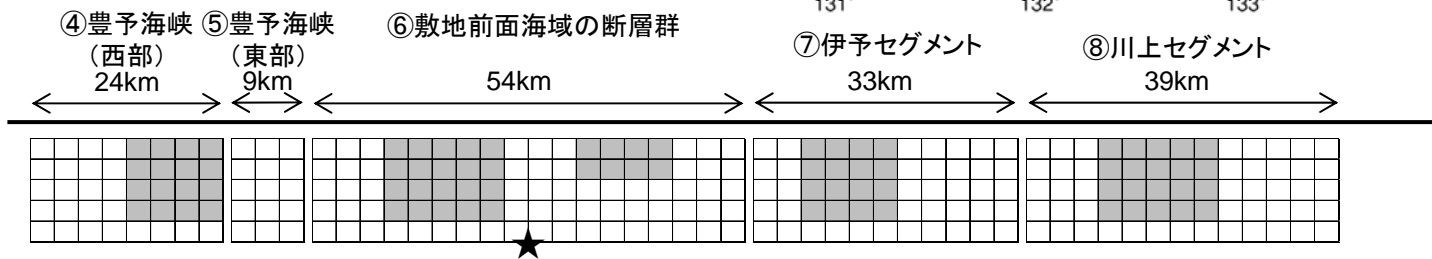 131°
132°
133°
④豊予海峡
（西部）
24km
⑤豊予海峡
（東部）
9km
⑥敷地前面海域の断層群
54km
⑦伊予セグメント
33km
⑧川上セグメント
39km